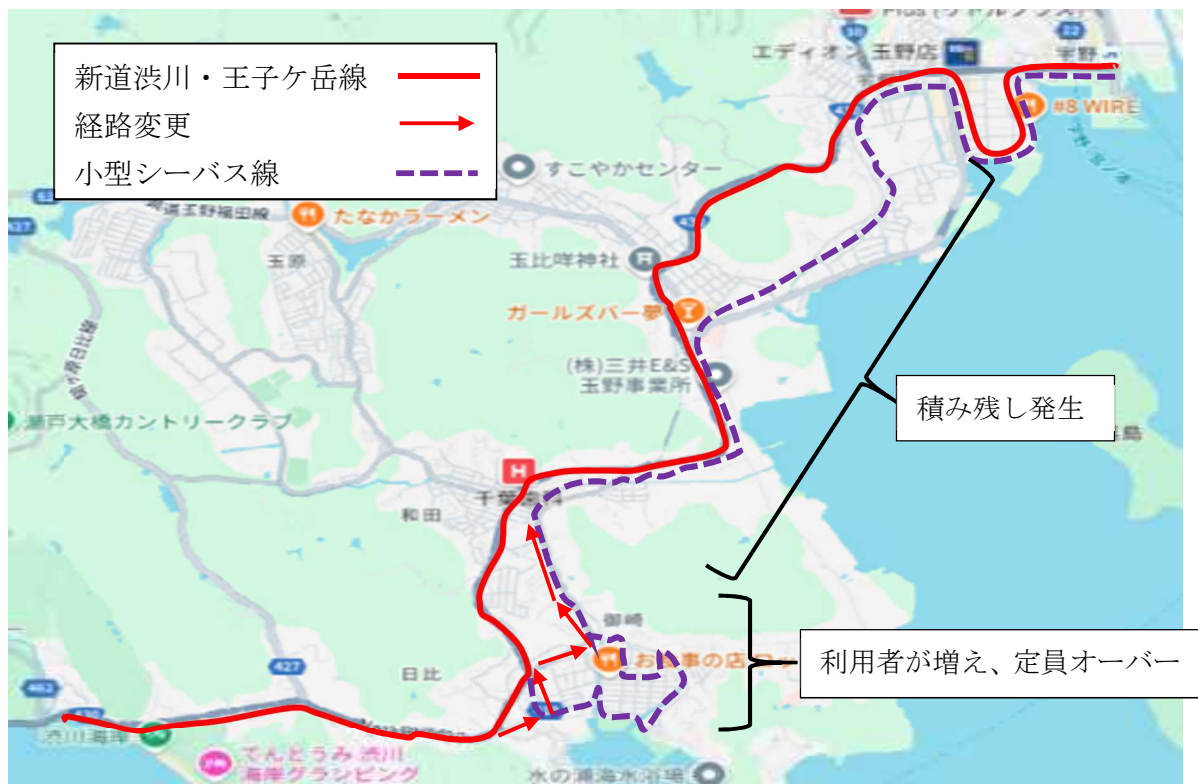 新道渋川・王子ケ岳線
経路変更
小型シーバス線
エディオン 玉野店
#8 WIRE
すこやかセンター
たなかラーメン
玉原
玉比咩神社
ガールズバー夢
(株)三井E&S
玉野事業所
積み残し発生
瀬戸大橋カントリークラブ
和田
御崎
利用者が増え、定員オーバー
日比
427
渋川海岸
てんとうみ 渋川
海岸グランピング
水の浦海水浴場